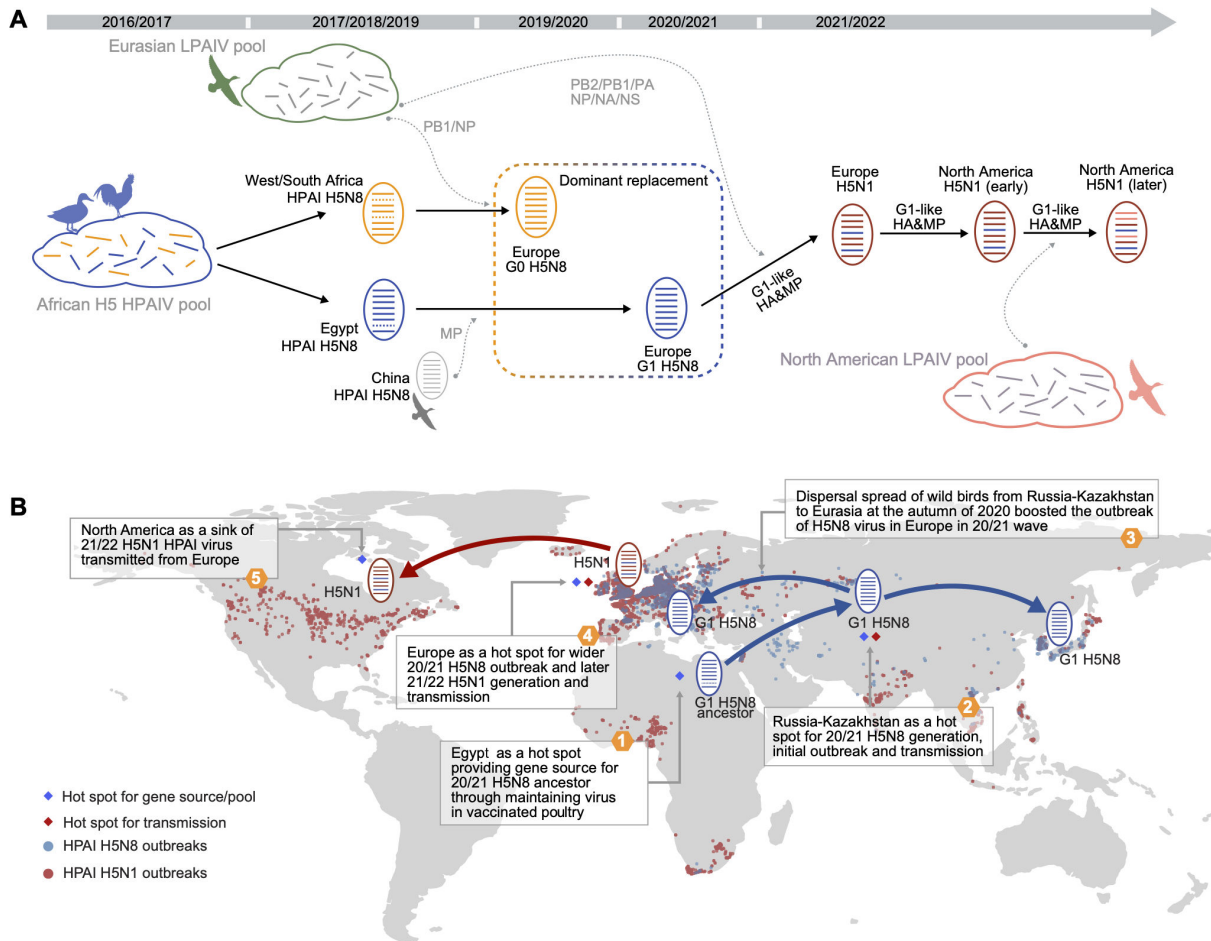 A
2016/2017
2017/2018/2019
2019/2020
2020/2021
2021/2022
Eurasian LPAIV pool
PB2/PB1/PA
NP/NA/NS
PB1/NP
West/South Africa
HPAI H5N8
Dominant replacement
Europe
H5N1
North America
H5N1 (early)
North America
H5N1 (later)
G1-like
HA&MP
G1-like
HA&MP
Europe
G0 H5N8
African H5 HPAIV pool
G1-like
HA&MP
Egypt
HPAI H5N8
MP
Europe
G1 H5N8
China
HPAI H5N8
North American LPAIV pool
B
North America as a sink of
21/22 H5N1 HPAI virus
transmitted from Europe
5
H5N1
H5N1
Dispersal spread of wild birds from Russia-Kazakhstan
to Eurasia at the autumn of 2020 boosted the outbreak
of H5N8 virus in Europe in 20/21 wave
3
G1 H5N8
G1 H5N8
G1 H5N8
4
Europe as a hot spot for wider
20/21 H5N8 outbreak and later
21/22 H5N1 generation and
transmission
G1 H5N8
ancestor
2
Russia-Kazakhstan as a hot
spot for 20/21 H5N8 generation,
initial outbreak and transmission
1
Egypt as a hot spot
providing gene source for
20/21 H5N8 ancestor
through maintaining virus
in vaccinated poultry
Hot spot for gene source/pool
Hot spot for transmission
HPAI H5N8 outbreaks
HPAI H5N1 outbreaks